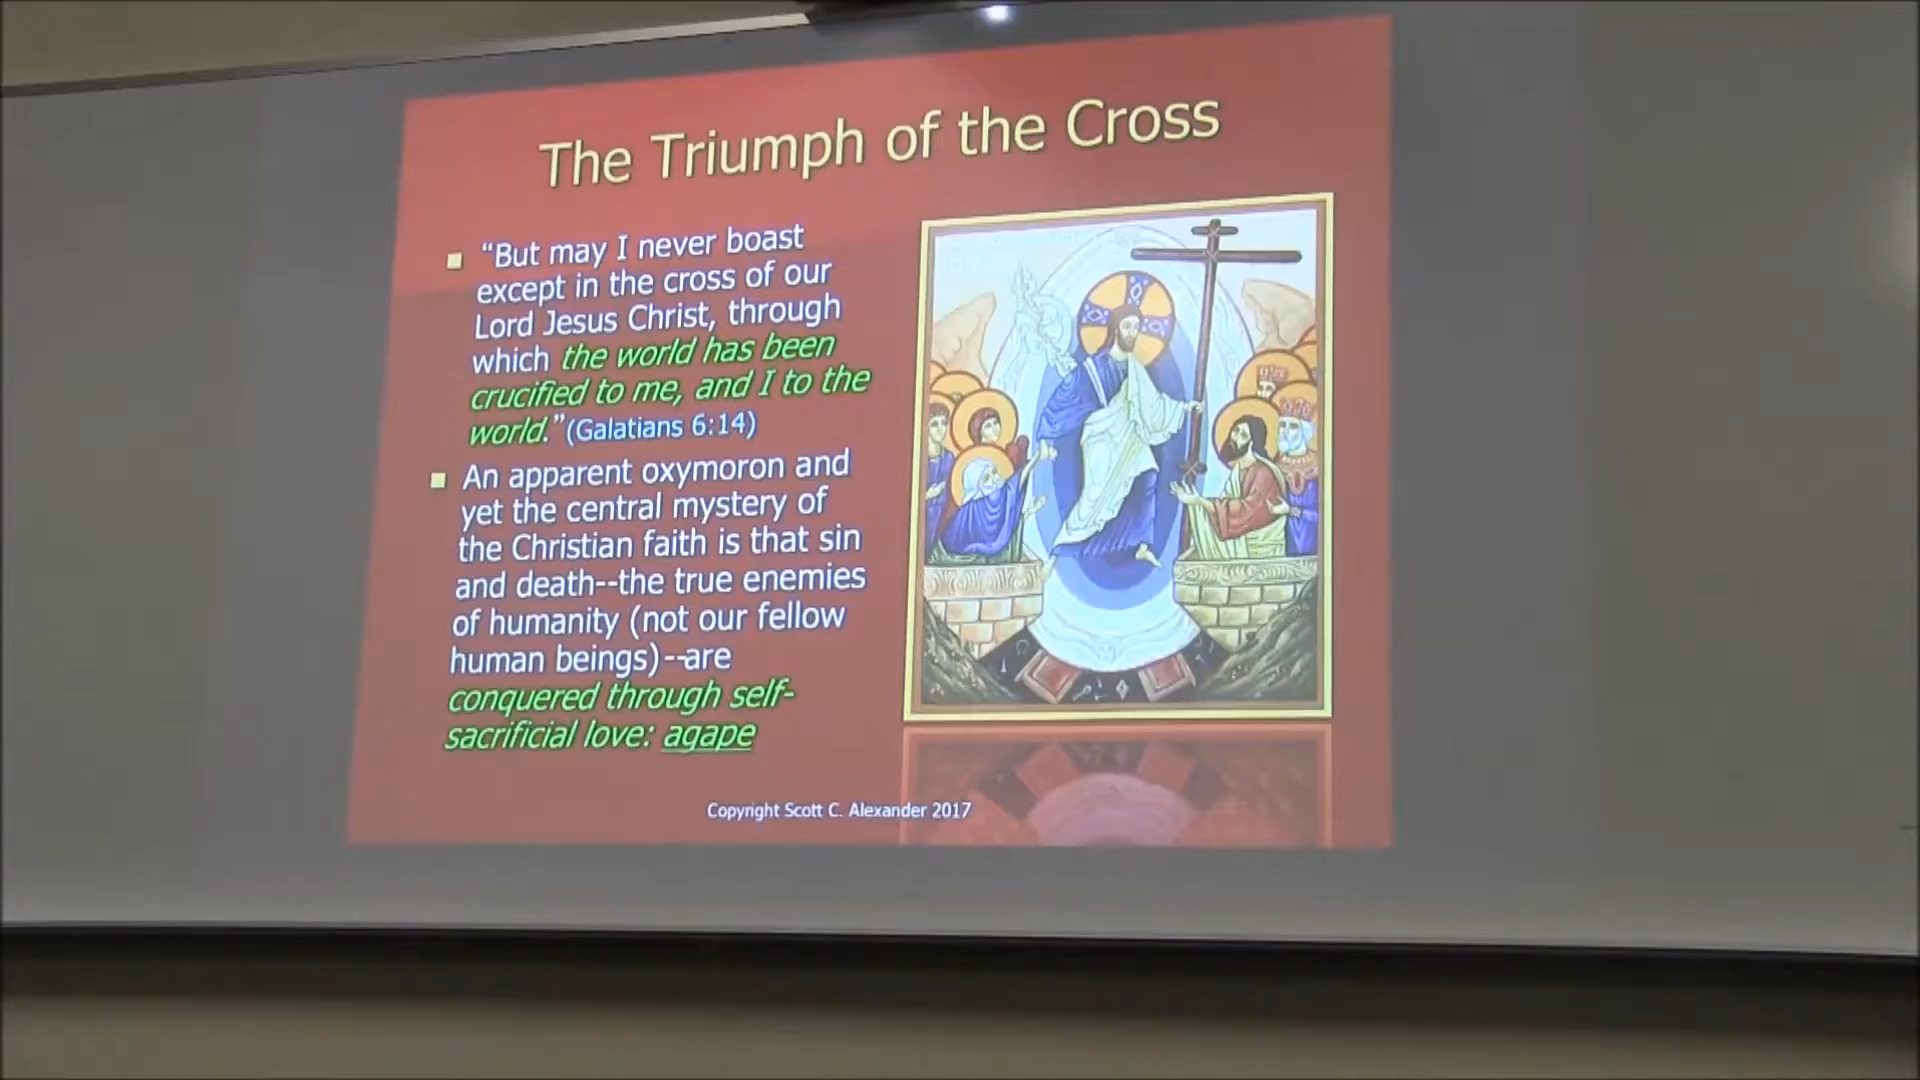 The Triumph of the Cross
“But may I never boast
except in the cross of our
Lord Jesus Christ, through
which the world has been
crucified to me, and I to the
world.” (Galatians 6:14)
An apparent oxymoron and
yet the central mystery of
the Christian faith is that sin
and death--the true enemies
of humanity (not our fellow
human beings)--are
conquered through self-
sacrificial love: agape
Copyright Scott C. Alexander 2017